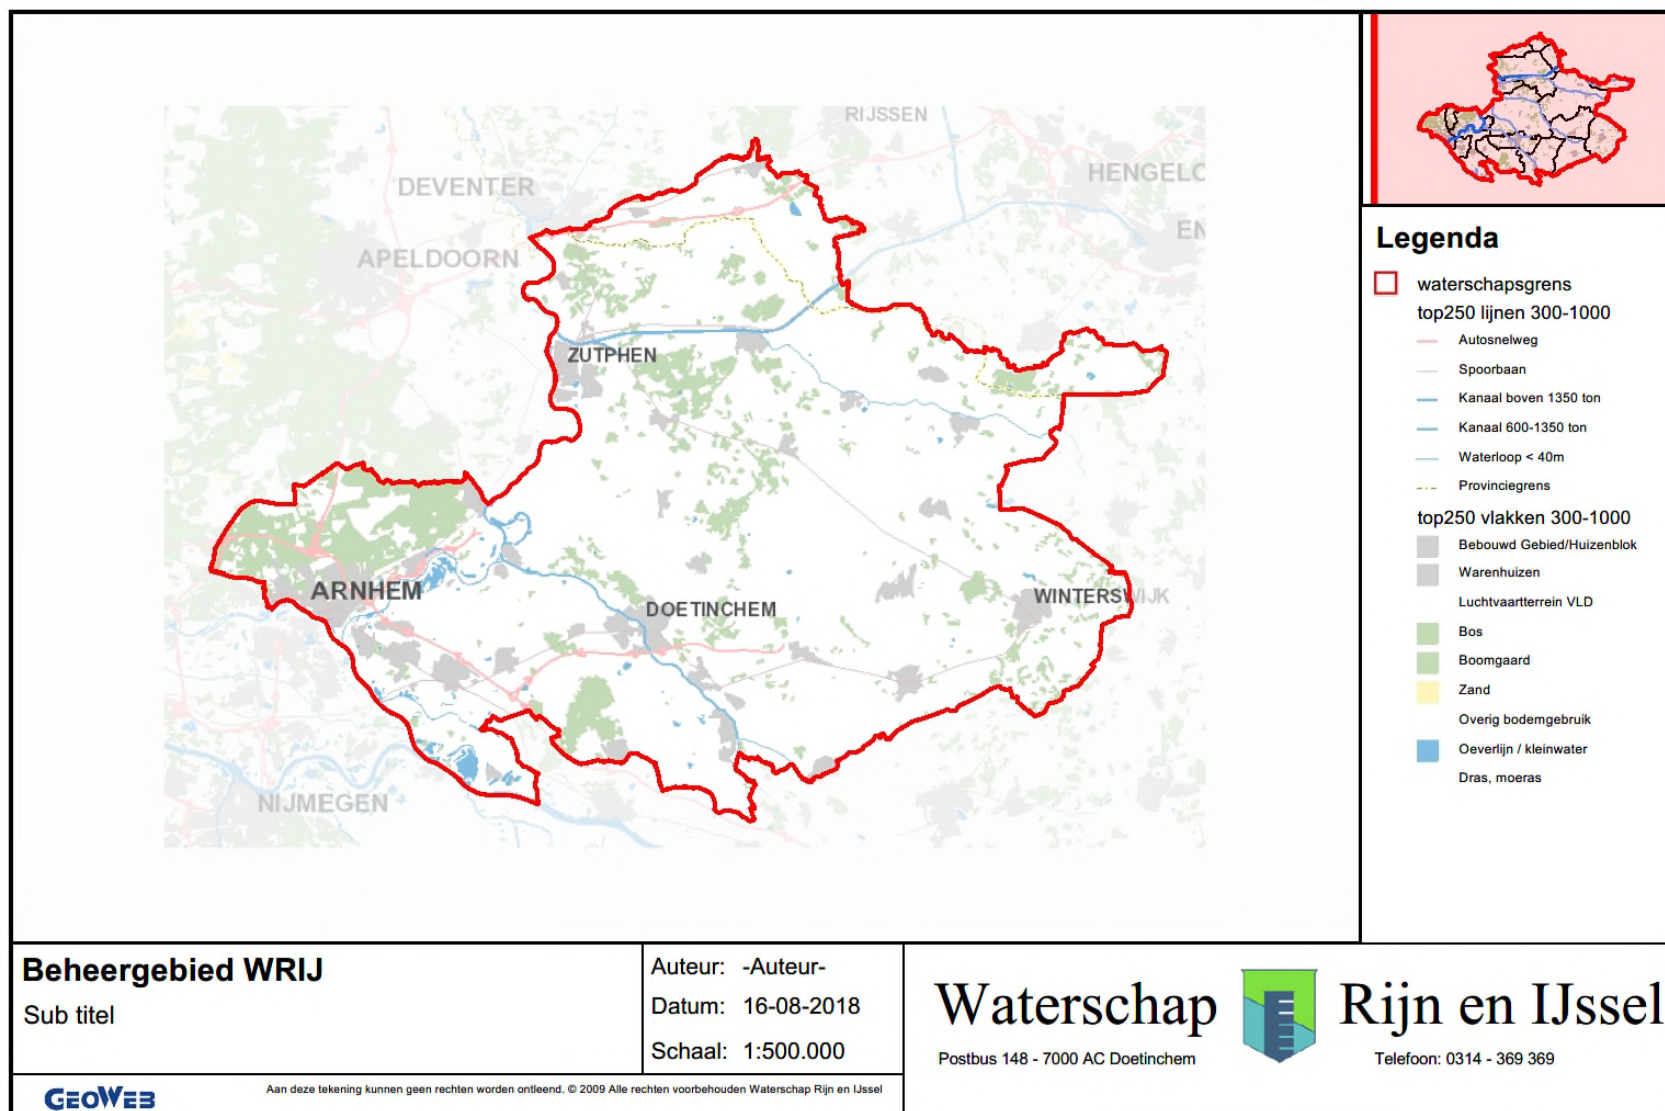 RIJSSEN
HENGELO
DEVENTER
EN
APELDOORN
ZUTPHEN
ARNHEM
DOETINCHEM
WINTERSWIJK
NIJMEGEN
Legenda
waterschapsgrens
top250 lijnen 300-1000
Autosnelweg
Spoorbaan
Kanaal boven 1350 ton
Kanaal 600-1350 ton
Waterloop < 40m
Provinciegrens
top250 vlakken 300-1000
Bebouwd Gebied/Huizenblok
Warenhuizen
Luchtvaartterrein VLD
Bos
Boomgaard
Zand
Overig bodemgebruik
Oeverlijn / kleinwater
Dras, moeras
Beheergebied WRIJ
Sub titel
Auteur: -Auteur-
Datum: 16-08-2018
Schaal: 1:500.000
Waterschap Rijn en IJssel
Postbus 148 - 7000 AC Doetinchem
Telefoon: 0314 - 369 369
GEOWEB
Aan deze tekening kunnen geen rechten worden ontleend. © 2009 Alle rechten voorbehouden Waterschap Rijn en IJssel